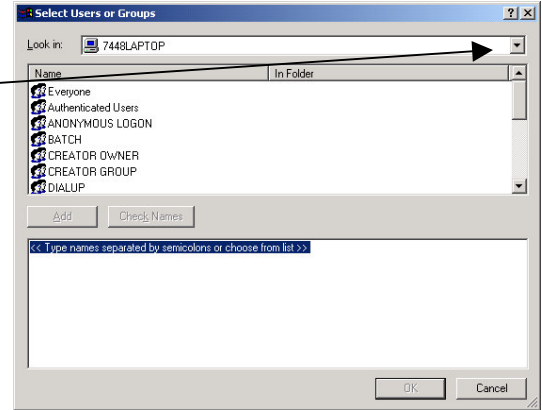 Select Users or Groups
Look in: 7448LAPTOP
Name In Folder
Everyone
Authenticated Users
ANONYMOUS LOGON
BATCH
CREATOR OWNER
CREATOR GROUP
DIALUP
Add Check Names
<< Type names separated by semicolons or choose from list >>
OK Cancel